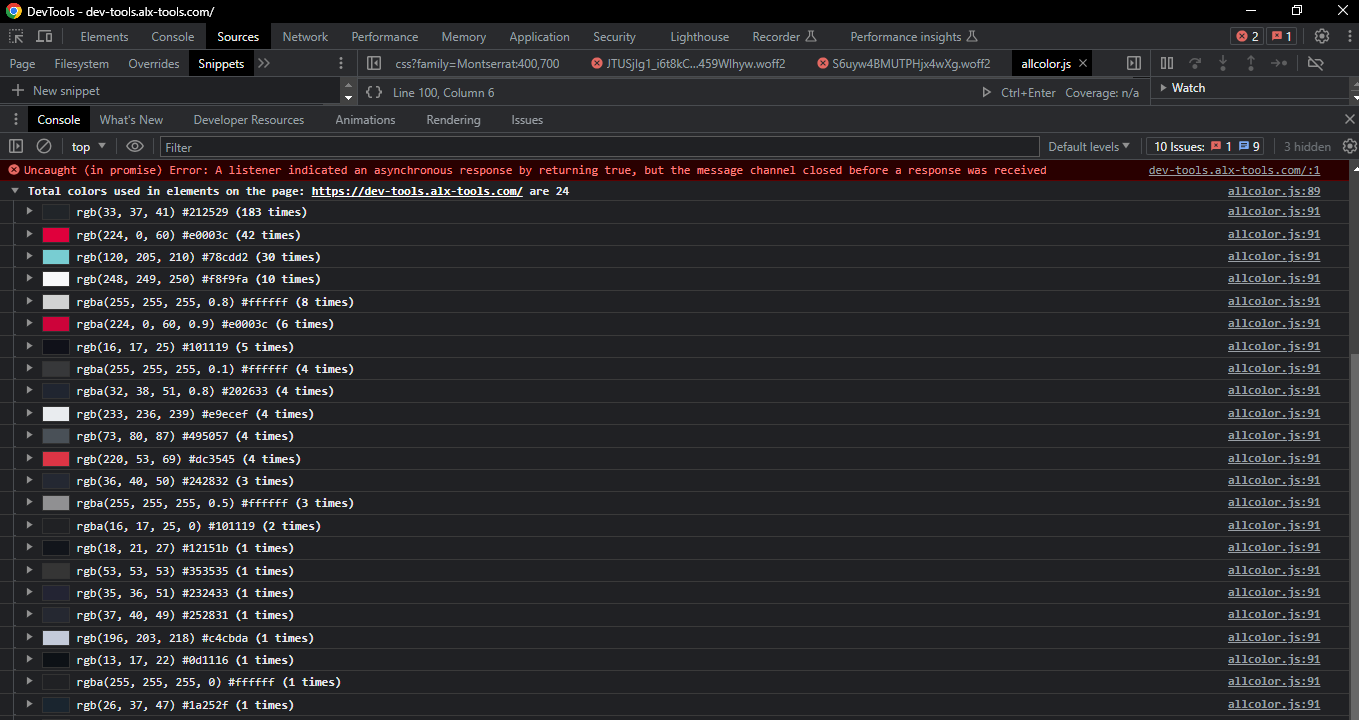 DevTools - dev-tools.alx-tools.com/
Elements Console Sources Network Performance Memory Application Security Lighthouse Recorder Performance insights 2 1
Page Filesystem Overrides Snippets css?family=Montserrat:400,700 JTUSjIg1_i6t8kC...459Wlhyw.woff2 S6uyw4BMUTPHjx4wXg.woff2 allcolor.js
New snippet {} Line 100, Column 6 Ctrl+Enter Coverage: n/a Watch
Console What's New Developer Resources Animations Rendering Issues
top Filter Default levels 10 Issues: 1 9 3 hidden
Uncaught (in promise) Error: A listener indicated an asynchronous response by returning true, but the message channel closed before a response was received dev-tools.alx-tools.com/:1
Total colors used in elements on the page: https://dev-tools.alx-tools.com/ are 24 allcolor.js:89
rgb(33, 37, 41) #212529 (183 times) allcolor.js:91
rgb(224, 0, 60) #e0003c (42 times) allcolor.js:91
rgb(120, 205, 210) #78cdd2 (30 times) allcolor.js:91
rgb(248, 249, 250) #f8f9fa (10 times) allcolor.js:91
rgba(255, 255, 255, 0.8) #ffffff (8 times) allcolor.js:91
rgba(224, 0, 60, 0.9) #e0003c (6 times) allcolor.js:91
rgb(16, 17, 25) #101119 (5 times) allcolor.js:91
rgba(255, 255, 255, 0.1) #ffffff (4 times) allcolor.js:91
rgba(32, 38, 51, 0.8) #202633 (4 times) allcolor.js:91
rgb(233, 236, 239) #e9ecef (4 times) allcolor.js:91
rgb(73, 80, 87) #495057 (4 times) allcolor.js:91
rgb(220, 53, 69) #dc3545 (4 times) allcolor.js:91
rgb(36, 40, 50) #242832 (3 times) allcolor.js:91
rgba(255, 255, 255, 0.5) #ffffff (3 times) allcolor.js:91
rgba(16, 17, 25, 0) #101119 (2 times) allcolor.js:91
rgb(18, 21, 27) #12151b (1 times) allcolor.js:91
rgb(53, 53, 53) #353535 (1 times) allcolor.js:91
rgb(35, 36, 51) #232433 (1 times) allcolor.js:91
rgb(37, 40, 49) #252831 (1 times) allcolor.js:91
rgb(196, 203, 218) #c4cbda (1 times) allcolor.js:91
rgb(13, 17, 22) #0d1116 (1 times) allcolor.js:91
rgba(255, 255, 255, 0) #ffffff (1 times) allcolor.js:91
rgb(26, 37, 47) #1a252f (1 times) allcolor.js:91